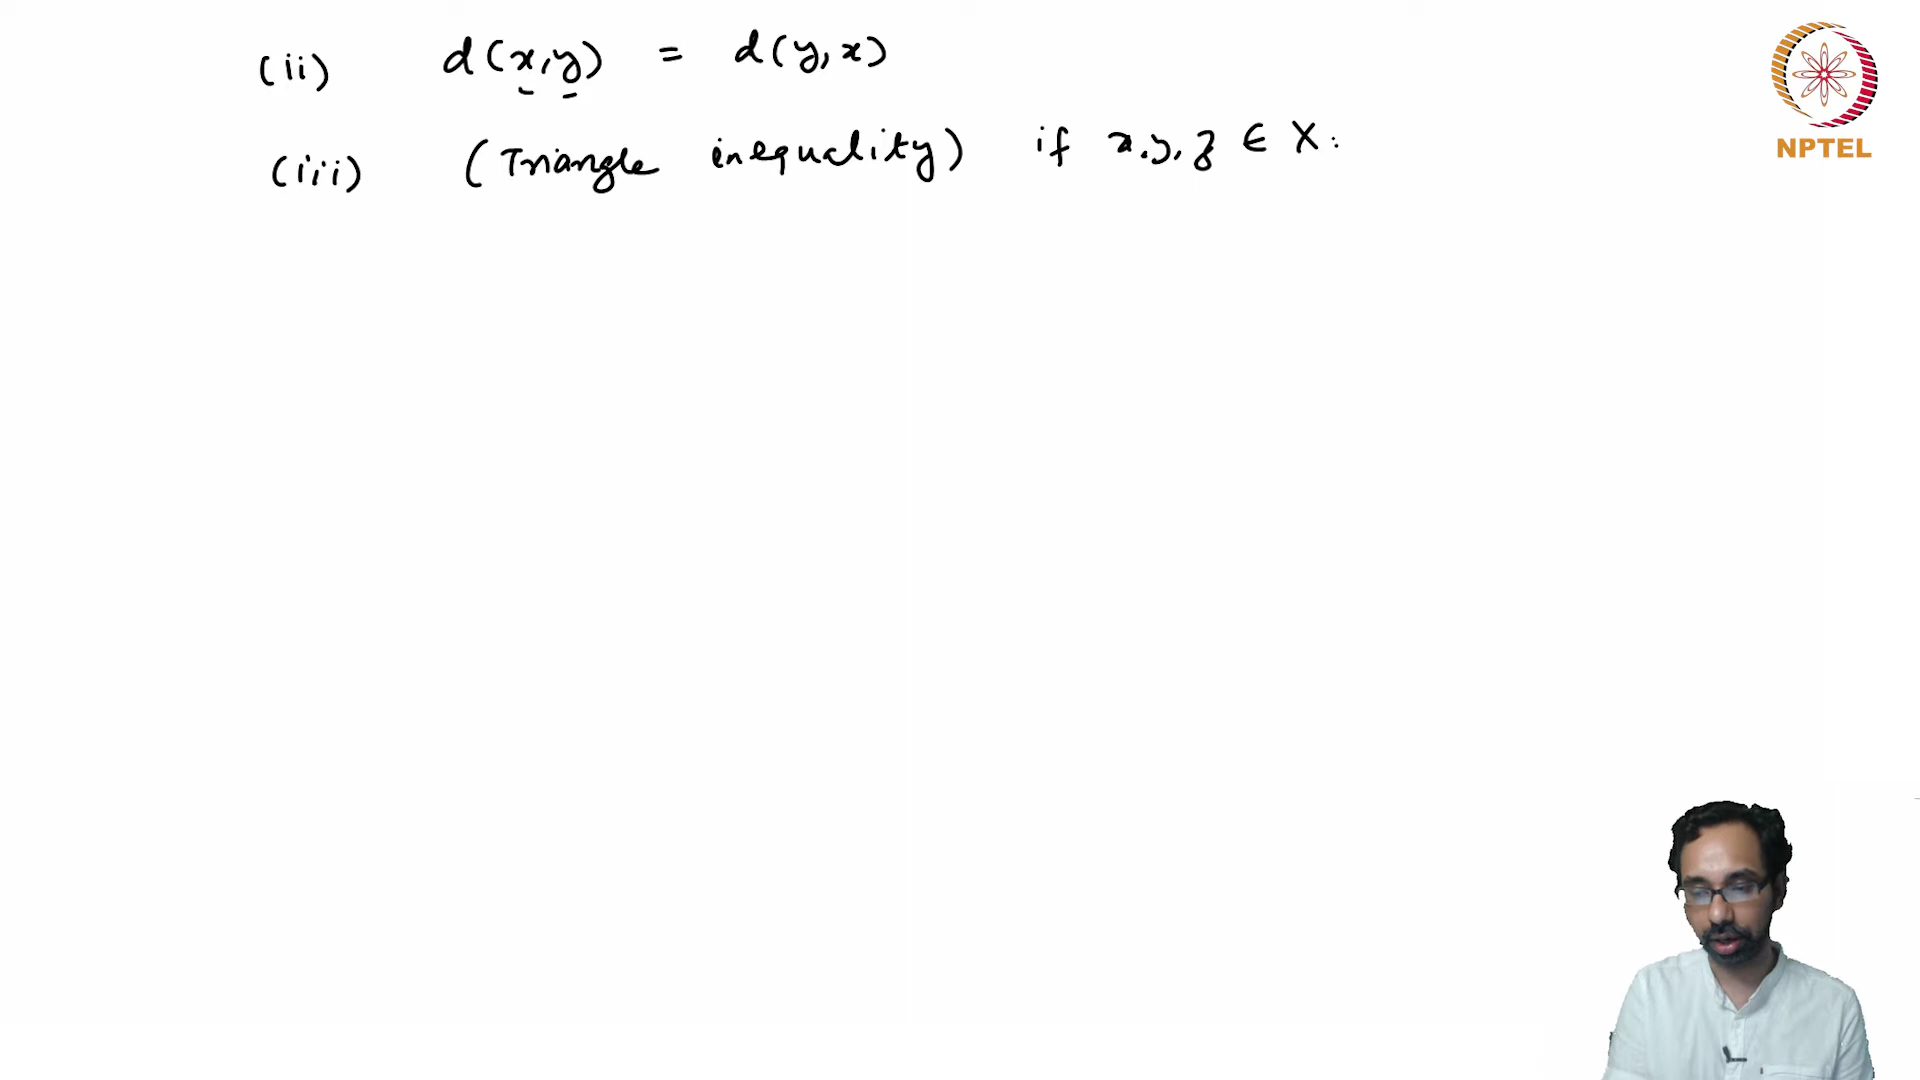 (ii) d(x,y) = d(y,x)
(iii) (Triangle inequality) if x,y,z ∈ X:
NPTEL